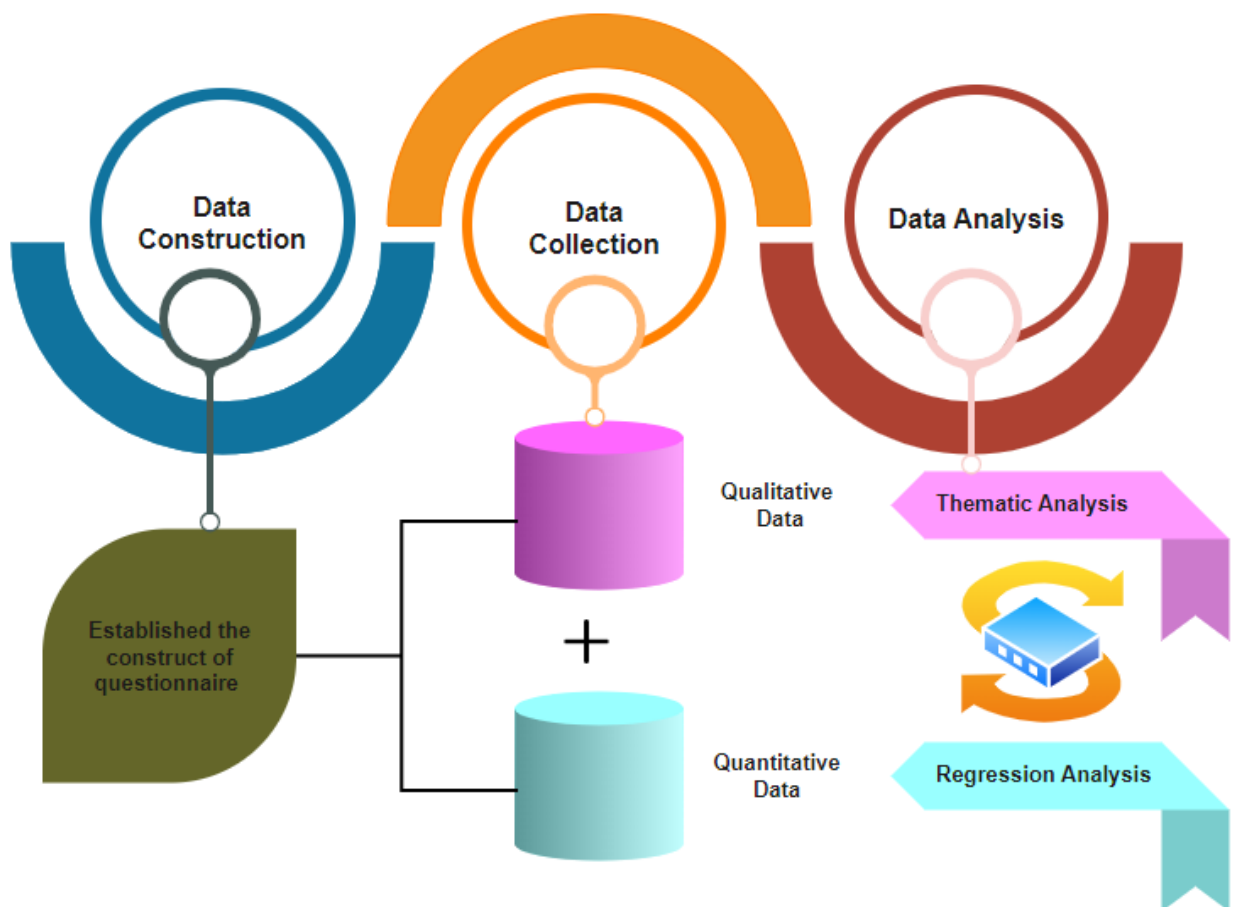 Data
Construction
Data
Collection
Data Analysis
Established the
construct of
questionnaire
Qualitative
Data
Thematic Analysis
Quantitative
Data
Regression Analysis